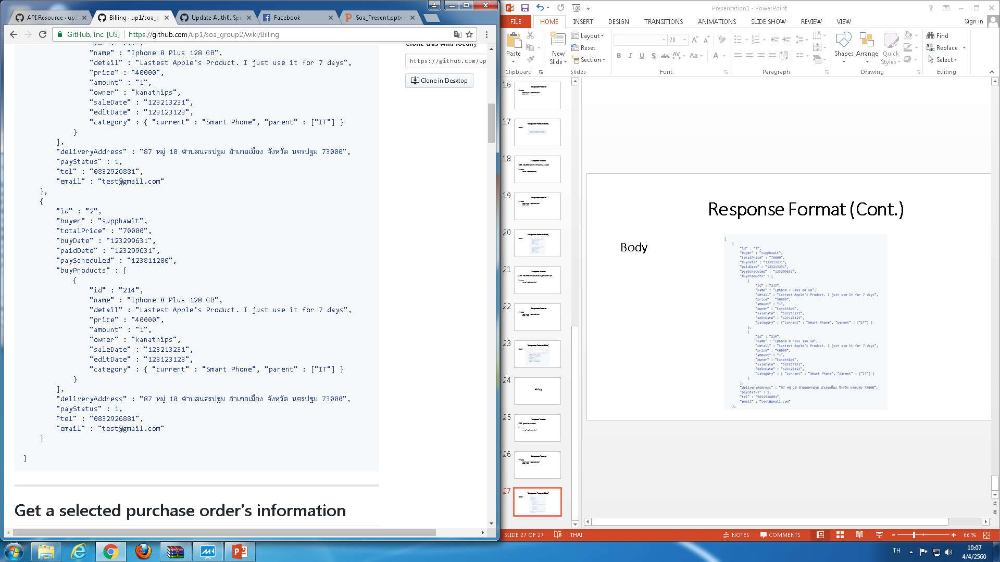 API Resource · up1
Billing · up1/soa_g
Update Auth0, Spr
Facebook
Soa_Present.pptx -
GitHub, Inc. [US]
https://github.com/up1/soa_group2/wiki/Billing
"name" : "Iphone 8 Plus 128 GB",
"detail" : "Lastest Apple's Product. I just use it for 7 days",
"price" : "40000",
"amount" : "1",
"owner" : "kanathips",
"saleDate" : "123213231",
"editDate" : "123123123",
"category" : { "current" : "Smart Phone", "parent" : ["IT"] }
}
],
"deliveryAddress" : "87 หมู่ 10 ตำบลนครปฐม อำเภอเมือง จังหวัด นครปฐม 73000",
"payStatus" : 1,
"tel" : "0832926881",
"email" : "test@gmail.com"
},
{
"id" : "2",
"buyer" : "supphawit",
"totalPrice" : "70000",
"buyDate" : "123299631",
"paidDate" : "123299631",
"payScheduled" : "123811200",
"buyProducts" : [
{
"id" : "214",
"name" : "Iphone 8 Plus 128 GB",
"detail" : "Lastest Apple's Product. I just use it for 7 days",
"price" : "40000",
"amount" : "1",
"owner" : "kanathips",
"saleDate" : "123213231",
"editDate" : "123123123",
"category" : { "current" : "Smart Phone", "parent" : ["IT"] }
}
],
"deliveryAddress" : "87 หมู่ 10 ตำบลนครปฐม อำเภอเมือง จังหวัด นครปฐม 73000",
"payStatus" : 1,
"tel" : "0832926881",
"email" : "test@gmail.com"
}
]
Get a selected purchase order's information
Clone this wiki locally
https://github.com/up
Clone in Desktop
Presentation1 - PowerPoint
FILE HOME INSERT DESIGN TRANSITIONS ANIMATIONS SLIDE SHOW REVIEW VIEW Sign in
Paste
Clipboard
New Slide
Layout
Reset
Section
Slides
28
B I U S abc AV Aa A
Font
Paragraph
Shapes Arrange Quick Styles
Drawing
Find
Replace
Select
Editing
16
17
18
19
20
21
22
23
24
Billing
25
26
27
Response Format (Cont.)
Body
[
{
"id" : "1",
"buyer" : "supphawit",
"totalPrice" : "70000",
"buyDate" : "123213231",
"paidDate" : "123213231",
"payScheduled" : "123299631",
"buyProducts" : [
{
"id" : "213",
"name" : "Iphone 7 Plus 64 GB",
"detail" : "Lastest Apple's Product. I just use it for 7 days",
"price" : "30000",
"amount" : "1",
"owner" : "kanathips",
"saleDate" : "123213231",
"editDate" : "123123123",
"category" : {"current" : "Smart Phone", "parent" : ["IT"] }
},
{
"id" : "214",
"name" : "Iphone 8 Plus 128 GB",
"detail" : "Lastest Apple's Product. I just use it for 7 days",
"price" : "40000",
"amount" : "1",
"owner" : "kanathips",
"saleDate" : "123213231",
"editDate" : "123123123",
"category" : { "current" : "Smart Phone", "parent" : ["IT"] }
}
],
"deliveryAddress" : "87 หมู่ 10 ตำบลนครปฐม อำเภอเมือง จังหวัด นครปฐม 73000",
"payStatus" : 1,
"tel" : "0832926881",
"email" : "test@gmail.com"
},
SLIDE 27 OF 27 THAI NOTES COMMENTS 66 %
TH
10:07
4/4/2560